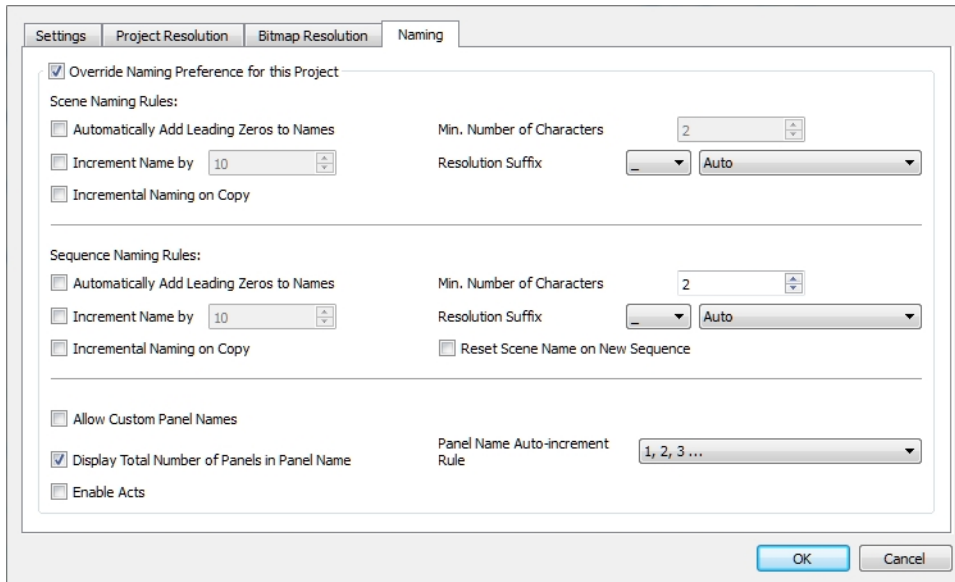 Settings Project Resolution Bitmap Resolution Naming
Override Naming Preference for this Project
Scene Naming Rules:
Automatically Add Leading Zeros to Names Min. Number of Characters 2
Increment Name by 10 Resolution Suffix _ Auto
Incremental Naming on Copy
Sequence Naming Rules:
Automatically Add Leading Zeros to Names Min. Number of Characters 2
Increment Name by 10 Resolution Suffix _ Auto
Incremental Naming on Copy Reset Scene Name on New Sequence
Allow Custom Panel Names
Panel Name Auto-increment
Rule 1, 2, 3 ...
Display Total Number of Panels in Panel Name
Enable Acts
OK Cancel